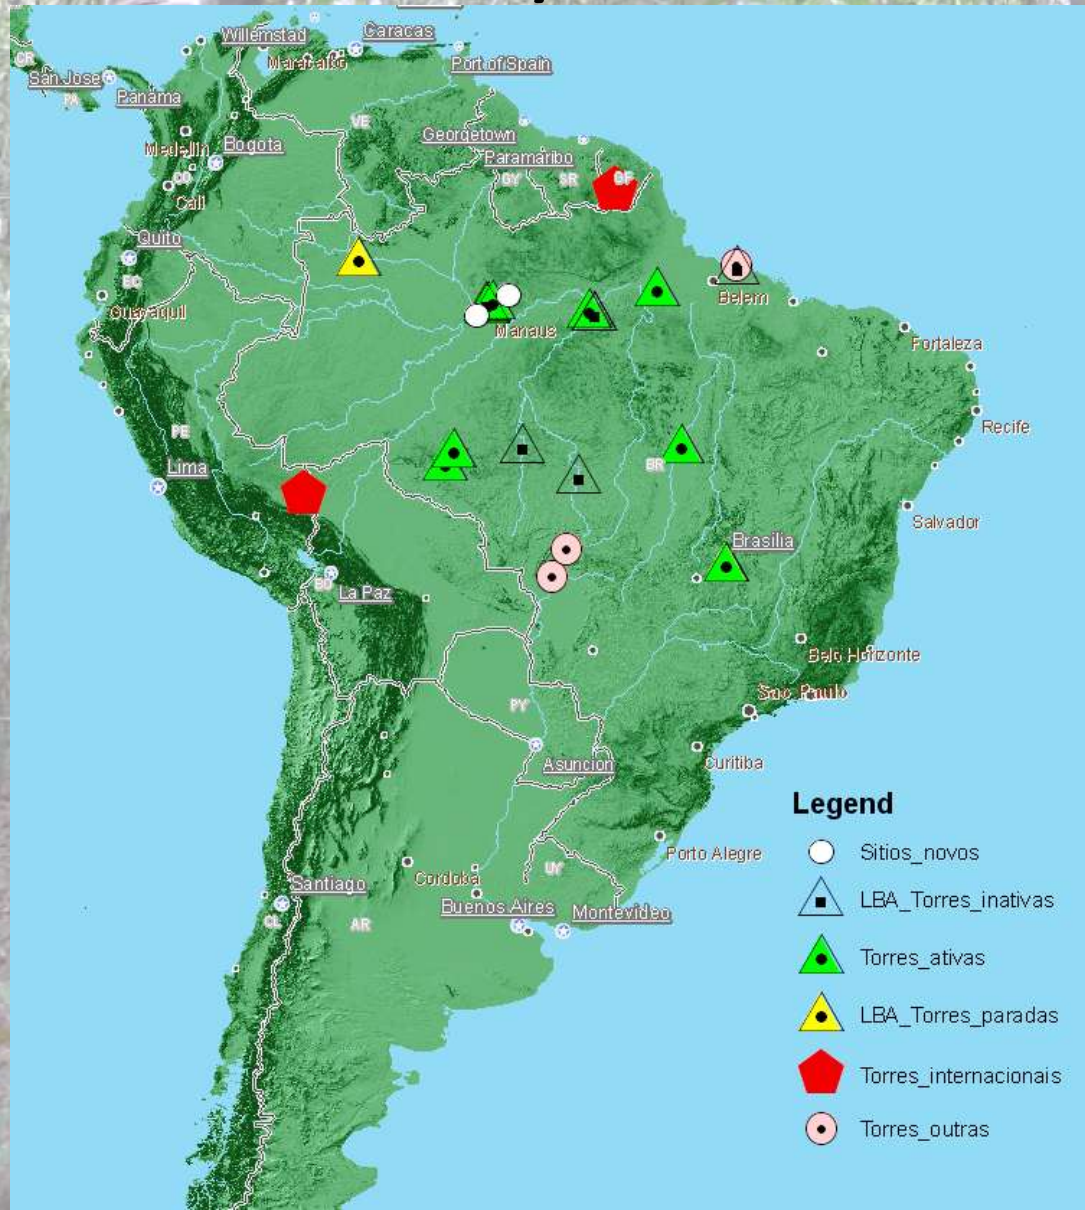 Willemstad
Caracas
CR
Maracaibo
San Jose
Port of Spain
PA
Panama
VE
Georgetown
Medellin
Bogota
Paramaribo
CO
GY
SR
GF
Cali
Quito
EC
Belem
Guayaquil
Manaus
Fortaleza
Recife
PE
Lima
BR
Salvador
Brasilia
BO
La Paz
Belo Horizonte
Sao Paulo
PY
Asuncion
Curitiba
Legend
Porto Alegre
Sitios_novos
UY
Cordoba
Santiago
LBA_Torres_inativas
Buenos Aires
Montevideo
CL
AR
Torres_ativas
LBA_Torres_paradas
Torres_internacionais
Torres_outras